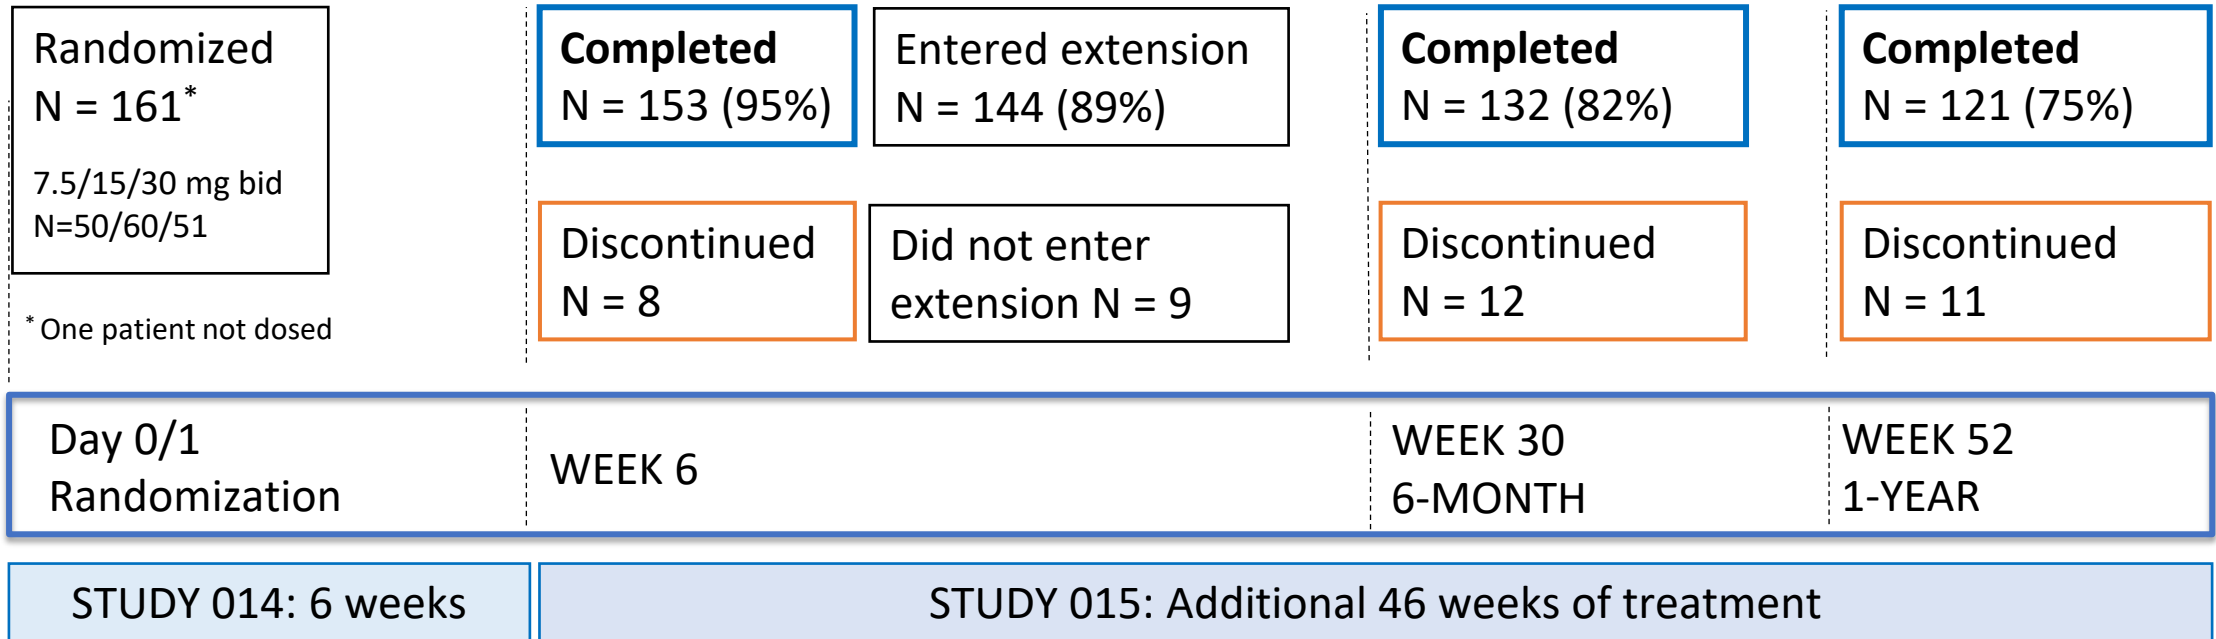 Randomized
N = 161*
7.5/15/30 mg bid
N=50/60/51
* One patient not dosed
Completed
N = 153 (95%)
Entered extension
N = 144 (89%)
Completed
N = 132 (82%)
Completed
N = 121 (75%)
Discontinued
N = 8
Did not enter
extension N = 9
Discontinued
N = 12
Discontinued
N = 11
Day 0/1
Randomization
WEEK 6
WEEK 30
6-MONTH
WEEK 52
1-YEAR
STUDY 014: 6 weeks
STUDY 015: Additional 46 weeks of treatment